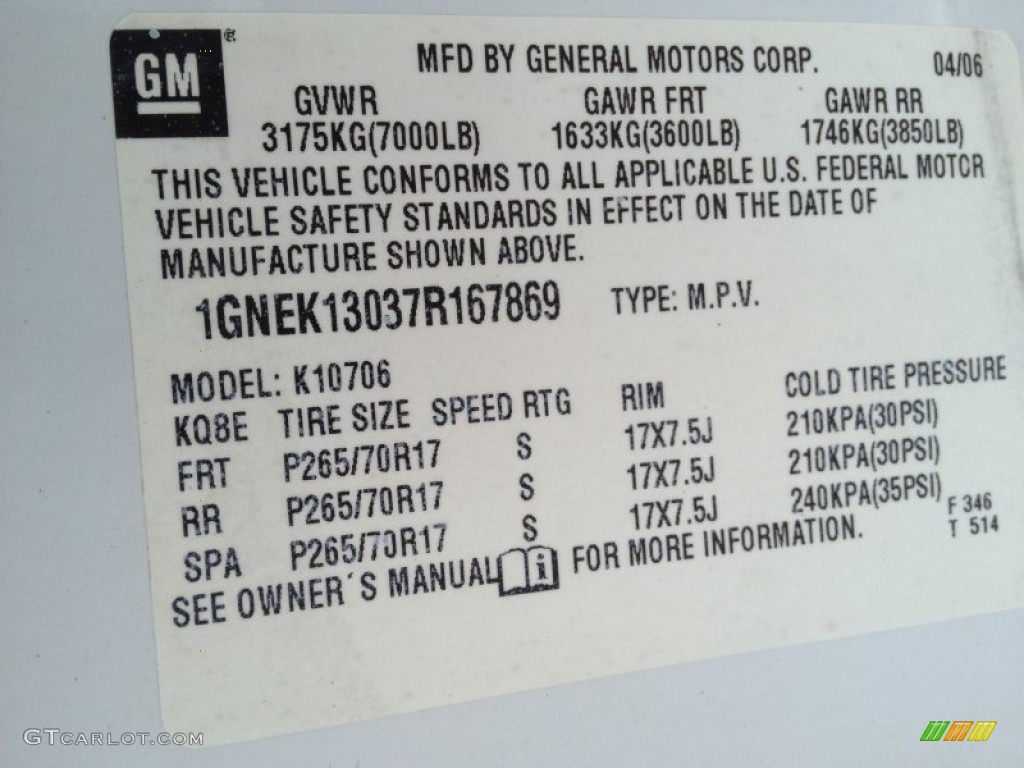 GM
MFD BY GENERAL MOTORS CORP. 04/06
GVWR GAWR FRT GAWR RR
3175KG(7000LB) 1633KG(3600LB) 1746KG(3850LB)
THIS VEHICLE CONFORMS TO ALL APPLICABLE U.S. FEDERAL MOTOR
VEHICLE SAFETY STANDARDS IN EFFECT ON THE DATE OF
MANUFACTURE SHOWN ABOVE.
1GNEK13037R167869 TYPE: M.P.V.
MODEL: K10706
KQ8E TIRE SIZE SPEED RTG RIM COLD TIRE PRESSURE
FRT P265/70R17 S 17X7.5J 210KPA(30PSI)
RR P265/70R17 S 17X7.5J 210KPA(30PSI)
SPA P265/70R17 S 17X7.5J 240KPA(35PSI)
F 346
T 514
SEE OWNER´S MANUAL i FOR MORE INFORMATION.
GTCARLOT.COM